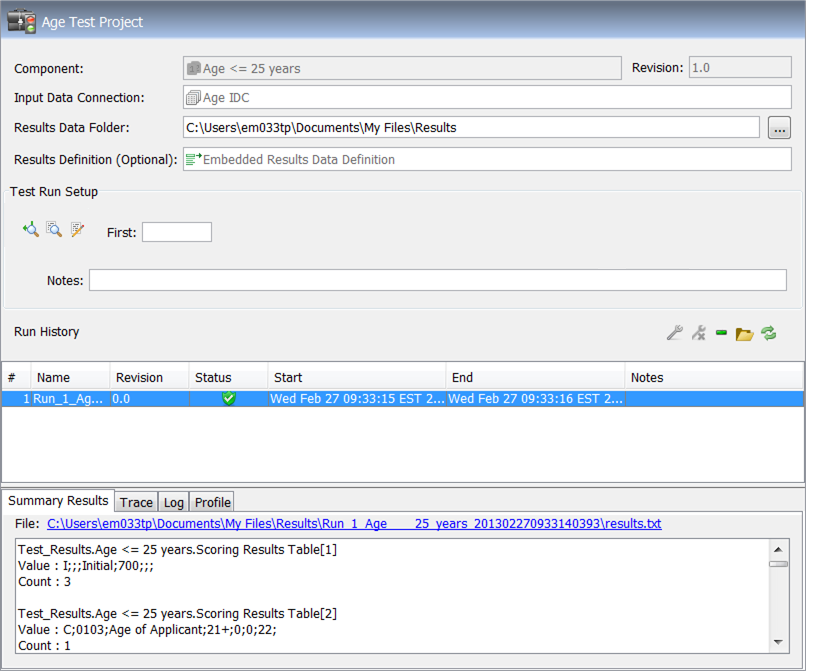 Age Test Project
Component: Age <= 25 years Revision: 1.0
Input Data Connection: Age IDC
Results Data Folder: C:\Users\em033tp\Documents\My Files\Results ...
Results Definition (Optional): Embedded Results Data Definition
Test Run Setup
First:
Notes:
Run History
# Name Revision Status Start End Notes
1 Run_1_Ag... 0.0 Wed Feb 27 09:33:15 EST 2... Wed Feb 27 09:33:16 EST 2...
Summary Results Trace Log Profile
File: C:\Users\em033tp\Documents\My Files\Results\Run_1_Age____25_years_201302270933140393\results.txt
Test_Results.Age <= 25 years.Scoring Results Table[1]
Value : I;;;Initial;700;;;
Count : 3
Test_Results.Age <= 25 years.Scoring Results Table[2]
Value : C;0103;Age of Applicant;21+;0;0;22;
Count : 1